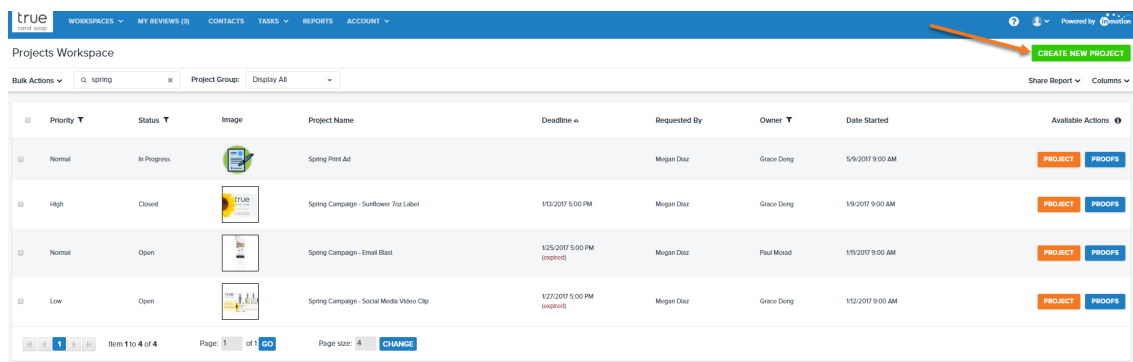 true
hand soap
WORKSPACES MY REVIEWS (3) CONTACTS TASKS REPORTS ACCOUNT
? Powered by inmotion
Projects Workspace
CREATE NEW PROJECT
Bulk Actions spring × Project Group: Display All
Share Report Columns
Priority Status Image Project Name Deadline Requested By Owner Date Started Available Actions
Normal In Progress Spring Print Ad Megan Diaz Grace Deng 5/9/2017 9:00 AM PROJECT PROOFS
High Closed true Spring Campaign - Sunflower 7oz Label 1/13/2017 5:00 PM Megan Diaz Grace Deng 1/9/2017 9:00 AM PROJECT PROOFS
Normal Open Spring Campaign - Email Blast 1/25/2017 5:00 PM Megan Diaz Paul Morad 1/11/2017 9:00 AM PROJECT PROOFS
(expired)
Low Open true Spring Campaign - Social Media Video Clip 1/27/2017 5:00 PM Megan Diaz Grace Deng 1/12/2017 9:00 AM PROJECT PROOFS
(expired)
1 Item 1 to 4 of 4 Page: 1 of 1 GO Page size: 4 CHANGE